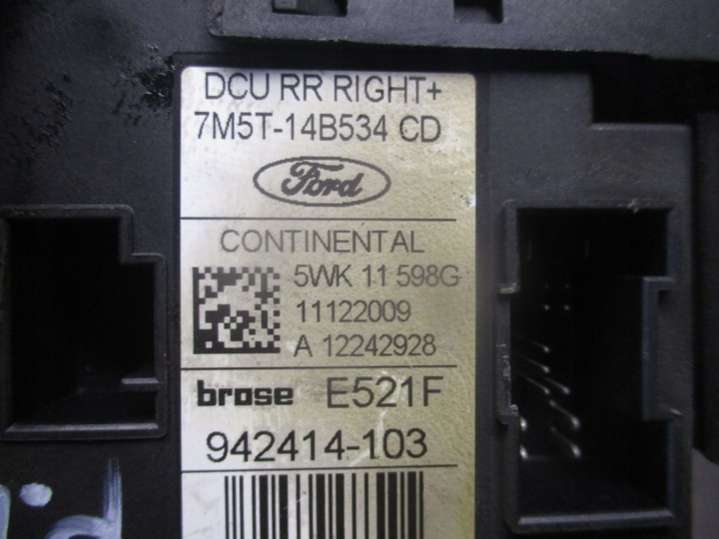 DCU RR RIGHT+
7M5T-14B534 CD
Ford
CONTINENTAL
5WK 11 598G
11122009
A 12242928
brose E521F
942414-103